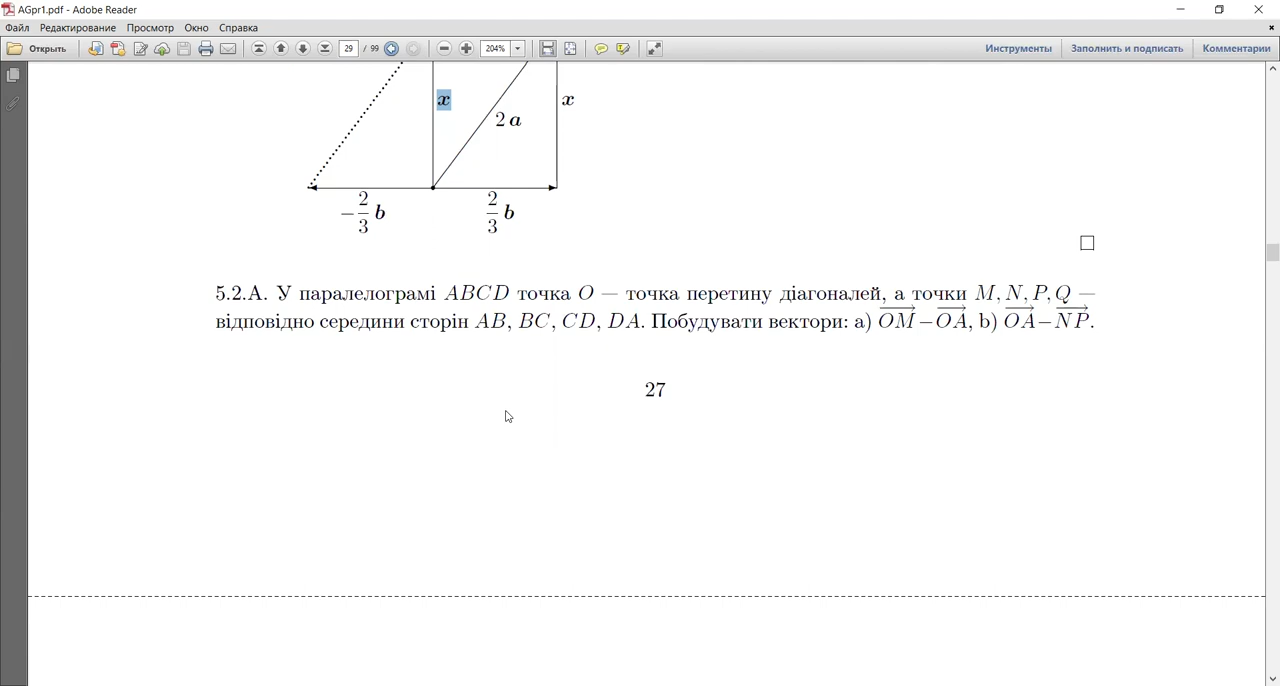 AGpr1.pdf - Adobe Reader
Файл Редактирование Просмотр Окно Справка
Открыть 29 / 99 204% Инструменты Заполнить и подписать Комментарии
x x
2 a
−2/3 b 2/3 b
5.2.A. У паралелограмі ABCD точка O — точка перетину діагоналей, а точки M, N, P, Q —
відповідно середини сторін AB, BC, CD, DA. Побудувати вектори: a) OM⃗ − OA⃗, b) OA⃗ − NP⃗.
27